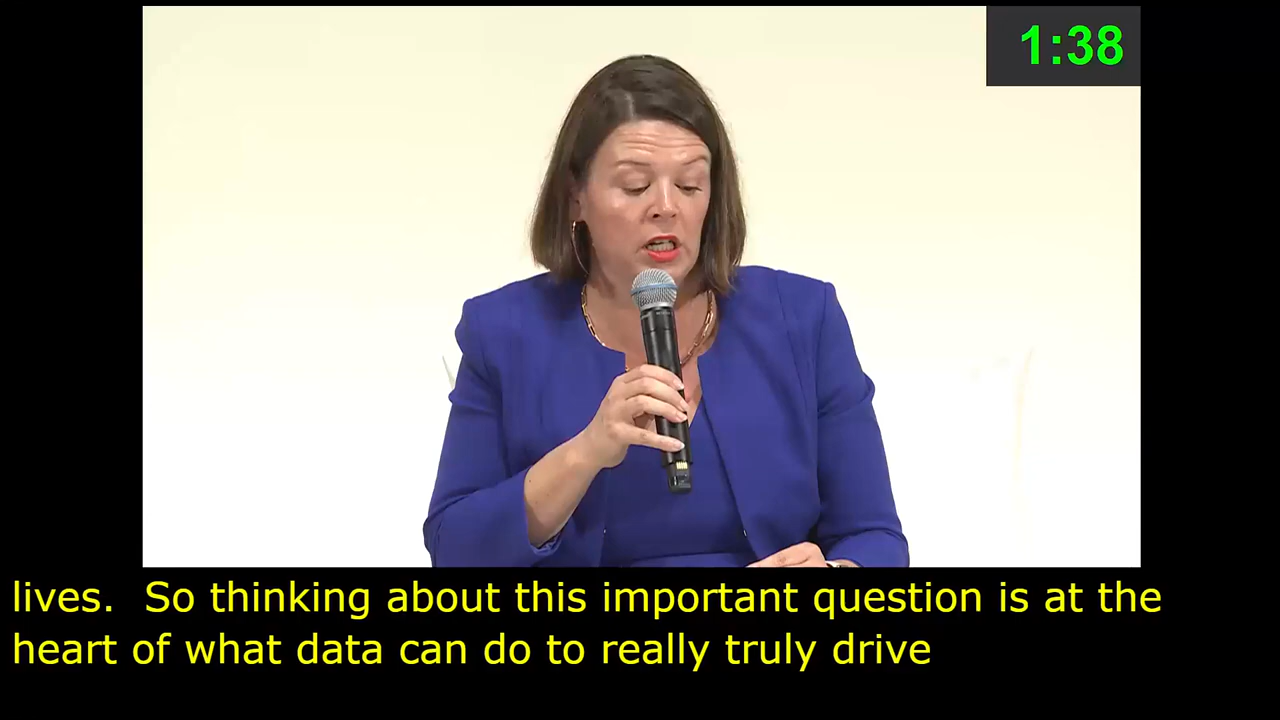 1:38
lives.  So thinking about this important question is at the
heart of what data can do to really truly drive